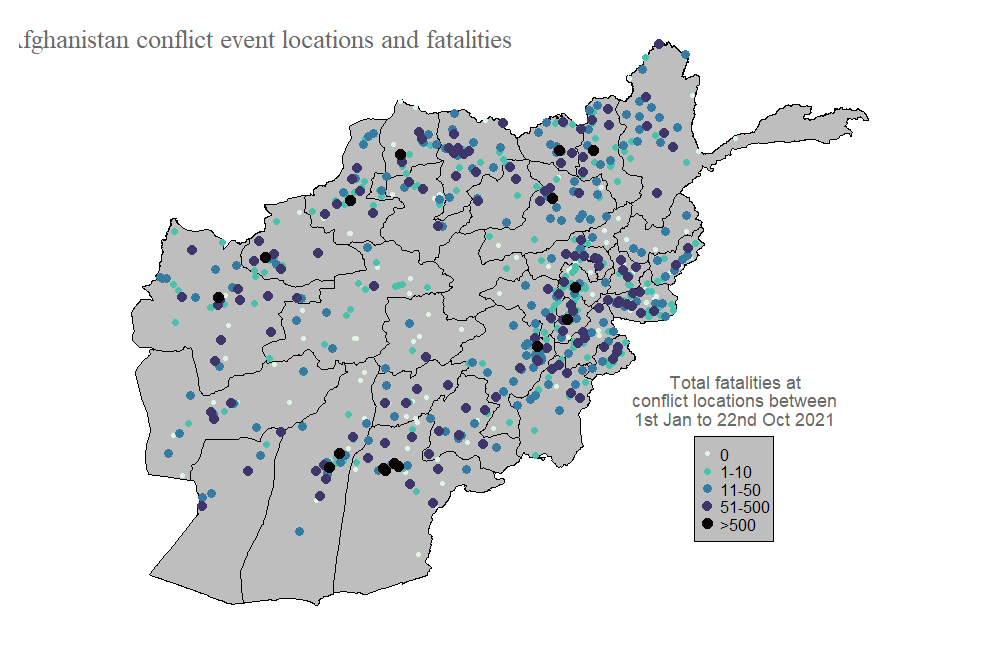 fghanistan conflict event locations and fatalities
Total fatalities at
conflict locations between
1st Jan to 22nd Oct 2021
0
1-10
11-50
51-500
>500